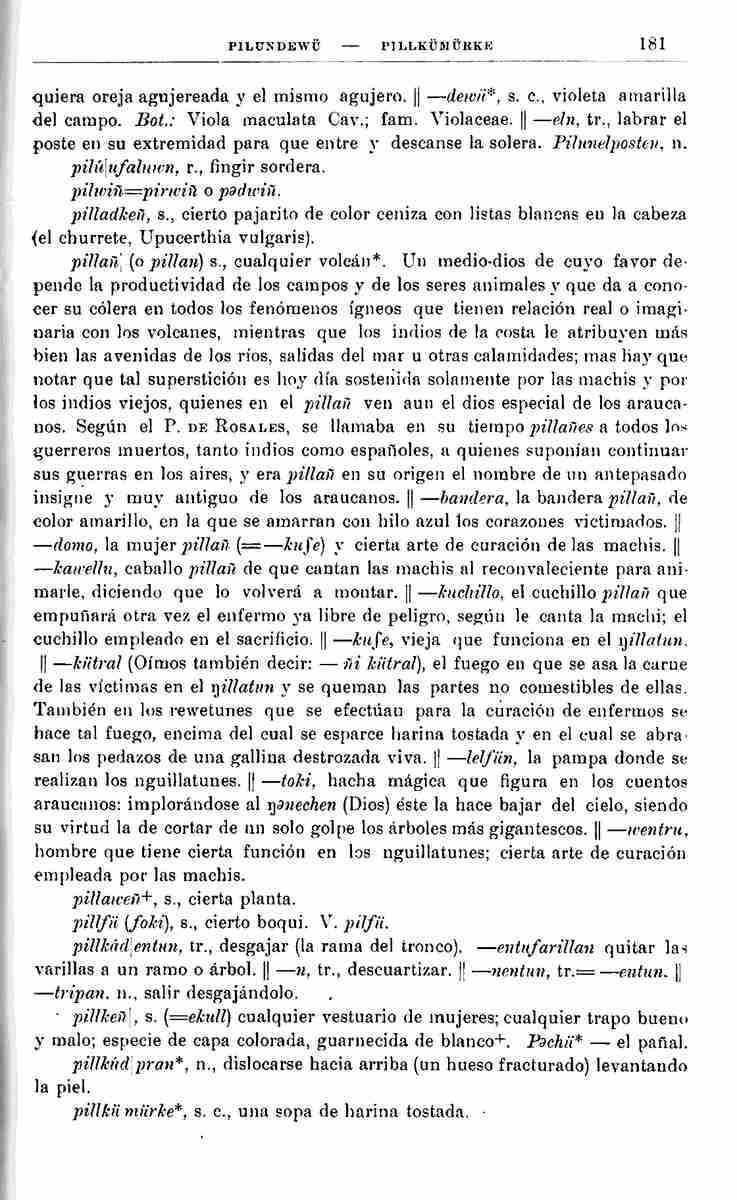 PILUNDEWÜ — PILLKÜMÜRKE 181
quiera oreja agujereada y el mismo agujero. || —dewü*, s. c., violeta amarilla
del campo. Bot.: Viola maculata Cav.; fam. Violaceae. || —eln, tr., labrar el
poste en su extremidad para que entre y descanse la solera. Pilunelposten, n.
pilú|ufaluwn, r., fingir sordera.
pilwiñ=pirwiñ o pədwiñ.
pilladkeñ, s., cierto pajarito de color ceniza con listas blancas en la cabeza
(el churrete, Upucerthia vulgaris).
pillañ| (o pillan) s., cualquier volcán*. Un medio-dios de cuyo favor de-
pende la productividad de los campos y de los seres animales y que da a cono-
cer su cólera en todos los fenómenos ígneos que tienen relación real o imagi-
naria con los volcanes, mientras que los indios de la costa le atribuyen más
bien las avenidas de los ríos, salidas del mar u otras calamidades; mas hay que
notar que tal superstición es hoy día sostenida solamente por las machis y por
los indios viejos, quienes en el pillañ ven aun el dios especial de los arauca-
nos. Según el P. DE ROSALES, se llamaba en su tiempo pillañes a todos los
guerreros muertos, tanto indios como españoles, a quienes suponían continuar
sus guerras en los aires, y era pillañ en su origen el nombre de un antepasado
insigne y muy antiguo de los araucanos. || —bandera, la bandera pillañ, de
color amarillo, en la que se amarran con hilo azul los corazones victimados. ||
—domo, la mujer pillañ (=—kuʃe) y cierta arte de curación de las machis. ||
—kawellu, caballo pillañ de que cantan las machis al reconvaleciente para ani-
marle, diciendo que lo volverá a montar. || —kuchillo, el cuchillo pillañ que
empuñará otra vez el enfermo ya libre de peligro, según le canta la machi; el
cuchillo empleado en el sacrificio. || —kuʃe, vieja que funciona en el ŋillatun.
|| —kütral (Oímos también decir: — ñi kütral), el fuego en que se asa la carne
de las víctimas en el ŋillatun y se queman las partes no comestibles de ellas.
También en los rewetunes que se efectúan para la curación de enfermos se
hace tal fuego, encima del cual se esparce harina tostada y en el cual se abra-
san los pedazos de una gallina destrozada viva. || —lelfün, la pampa donde se
realizan los nguillatunes. || —toki, hacha mágica que figura en los cuentos
araucanos: implorándose al ŋənechen (Dios) éste la hace bajar del cielo, siendo
su virtud la de cortar de un solo golpe los árboles más gigantescos. || —wentru,
hombre que tiene cierta función en los nguillatunes; cierta arte de curación
empleada por las machis.
pillaweñ+, s., cierta planta.
pillfü (foki), s., cierto boqui. V. pilfü.
pillkád|entun, tr., desgajar (la rama del tronco). —entufarillan quitar las
varillas a un ramo o árbol. || —n, tr., descuartizar. || —nentun, tr.= —entun. ||
—tripan. n., salir desgajándolo.
pillkeñ|, s. (=ekull) cualquier vestuario de mujeres; cualquier trapo bueno
y malo; especie de capa colorada, guarnecida de blanco+. Pəchü* — el pañal.
pillkúd|pran*, n., dislocarse hacia arriba (un hueso fracturado) levantando
la piel.
pillkü mürke*, s. c., una sopa de harina tostada.